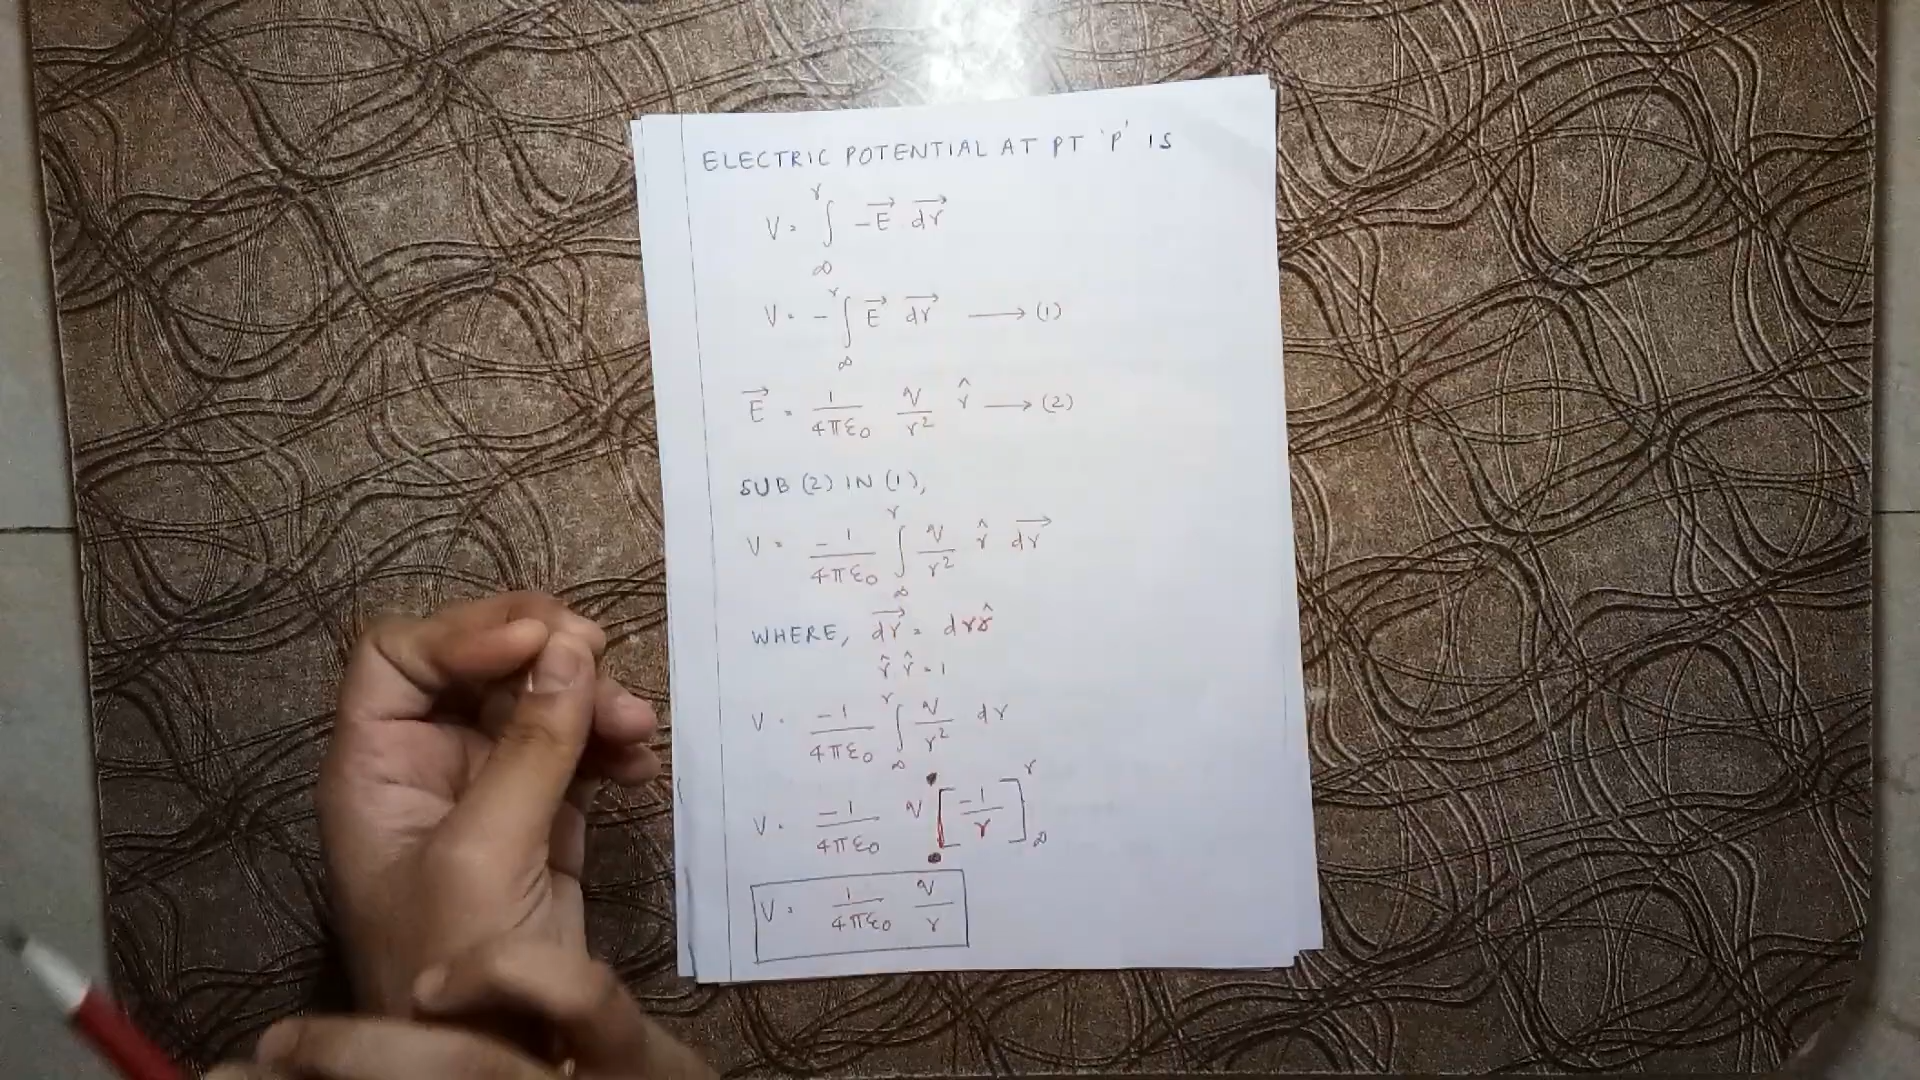 ELECTRIC POTENTIAL AT PT 'P' IS
V = ∫_∞^r -E⃗ dr⃗
V = - ∫_∞^r E⃗ dr⃗ ⟶ (1)
E⃗ = 1/4πε₀ q/r² r̂ ⟶ (2)
SUB (2) IN (1),
V = -1/4πε₀ ∫_∞^r q/r² r̂ dr⃗
WHERE, dr⃗ = drr̂
r̂ r̂ = 1
V = -1/4πε₀ ∫_∞^r q/r² dr
V = -1/4πε₀ q [-1/r]_∞^r
V = 1/4πε₀ q/r